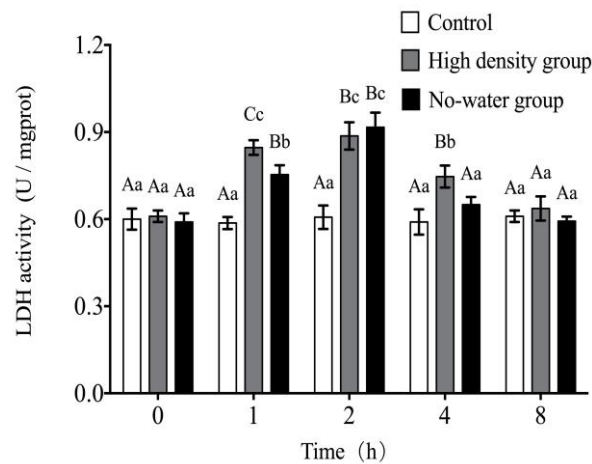 Control
High density group
No-water group
LDH activity (U / mgprot)
1.2
0.9
0.6
0.3
0.0
Aa Aa Aa
Aa Cc Bb
Aa Bc Bc
Aa Bb Aa
Aa Aa Aa
0 1 2 4 8
Time (h)